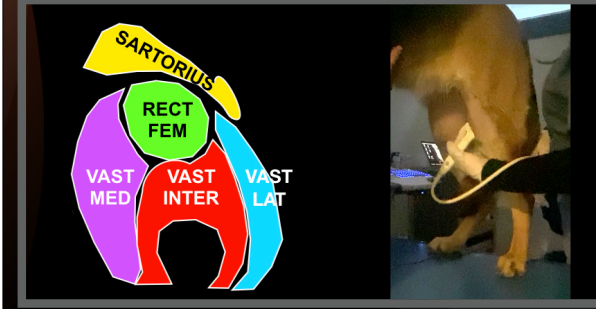 SARTORIUS
RECT
FEM
VAST
MED
VAST
INTER
VAST
LAT